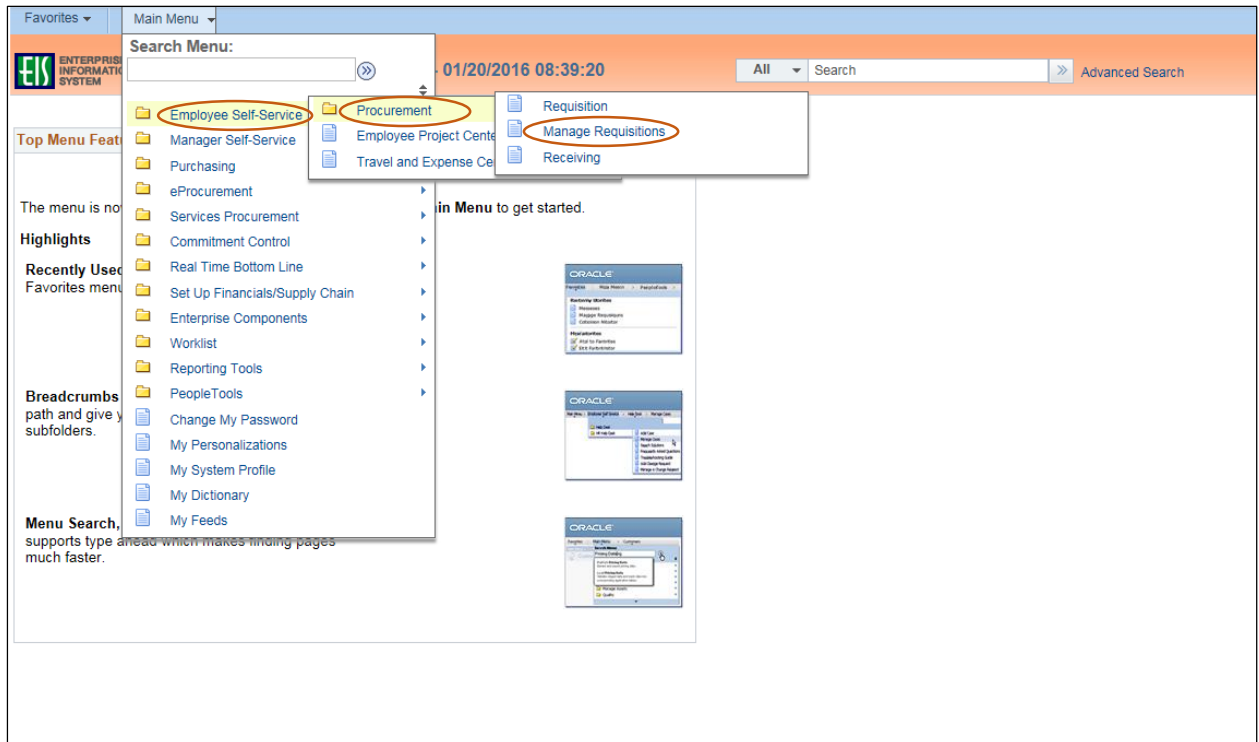 Favorites Main Menu
Search Menu:
ENTERPRIS
INFORMATIO
SYSTEM
EIS
01/20/2016 08:39:20
All Search Advanced Search
Employee Self-Service
Manager Self-Service
Purchasing
eProcurement
Services Procurement
Commitment Control
Real Time Bottom Line
Set Up Financials/Supply Chain
Enterprise Components
Worklist
Reporting Tools
PeopleTools
Change My Password
My Personalizations
My System Profile
My Dictionary
My Feeds
Procurement
Employee Project Cente
Travel and Expense Ce
Requisition
Manage Requisitions
Receiving
Top Menu Featu
The menu is no
in Menu to get started.
Highlights
Recently Used
Favorites menu
Breadcrumbs
path and give y
subfolders.
Menu Search,
supports type ahead which makes finding pages
much faster.
ORACLE
ORACLE
ORACLE